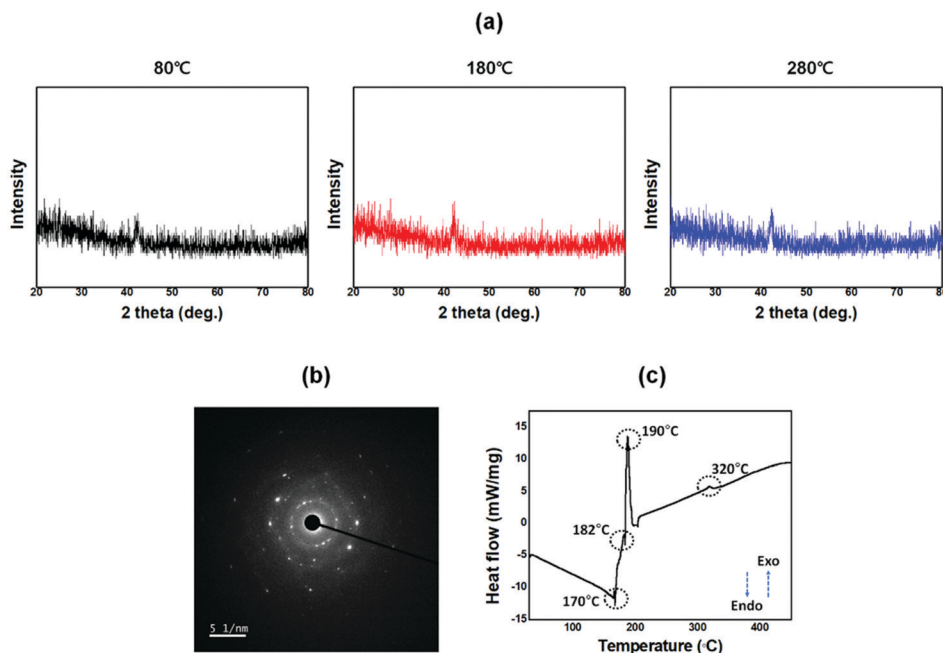 (a)
80℃
180℃
280℃
Intensity
Intensity
Intensity
20 30 40 50 60 70 80
20 30 40 50 60 70 80
20 30 40 50 60 70 80
2 theta (deg.)
2 theta (deg.)
2 theta (deg.)
(b)
(c)
5 1/nm
Heat flow (mW/mg)
15
10
5
0
-5
-10
-15
190°C
320°C
182°C
170°C
Exo
Endo
100 200 300 400
Temperature (◦C)